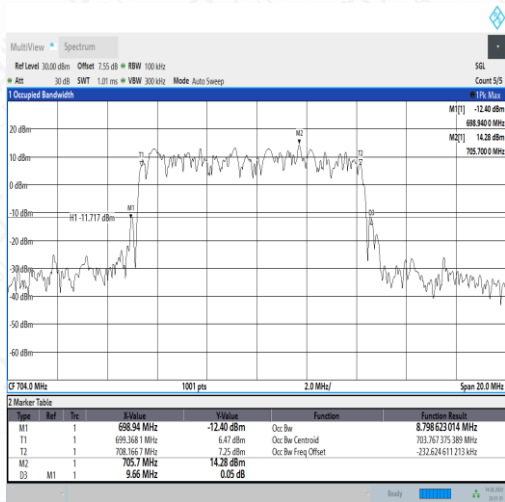 MultiView Spectrum
Ref Level 30.00 dBm Offset 7.55 dB RBW 100 kHz SGL
Att 30 dB SWT 1.01 ms VBW 300 kHz Mode Auto Sweep Count 5/5
1 Occupied Bandwidth 1Pk Max
M1[1] -12.40 dBm
698.940 0 MHz
M2[1] 14.28 dBm
705.700 0 MHz
20 dBm
M2
T1 T2
10 dBm
0 dBm
-10 dBm
M1 D3
H1 -11.717 dBm
-20 dBm
-30 dBm
-40 dBm
-50 dBm
-60 dBm
CF 704.0 MHz 1001 pts 2.0 MHz/ Span 20.0 MHz
2 Marker Table
Type Ref Trc X-Value Y-Value Function Function Result
M1 1 698.94 MHz -12.40 dBm Occ Bw 8.798 623 014 MHz
T1 1 699.368 1 MHz 6.47 dBm Occ Bw Centroid 703.767 375 389 MHz
T2 1 708.166 7 MHz 7.25 dBm Occ Bw Freq Offset -232.624 611 213 kHz
M2 1 705.7 MHz 14.28 dBm
D3 M1 1 9.66 MHz 0.05 dB
Ready